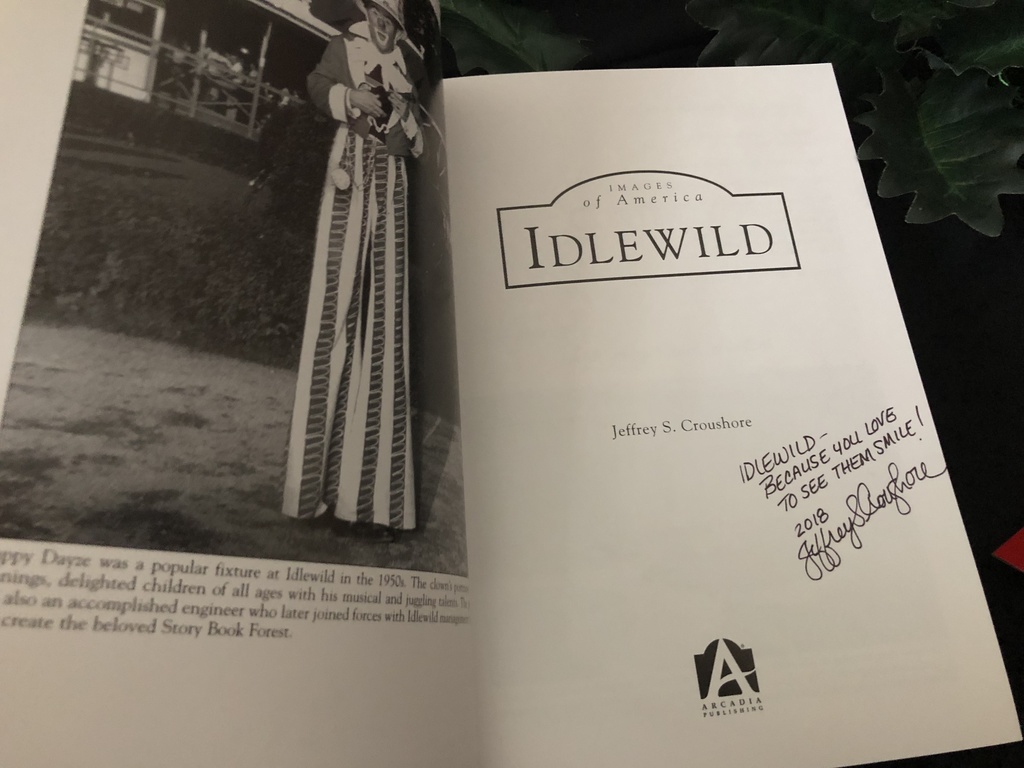 ppy Dayze was a popular fixture at Idlewild in the 1950s. The clown's
nings, delighted children of all ages with his musical and juggling talents.
also an accomplished engineer who later joined forces with Idlewild
create the beloved Story Book Forest.
IMAGES
of America
IDLEWILD
Jeffrey S. Croushore
IDLEWILD-
BECAUSE YOU LOVE
TO SEE THEM SMILE!
2018
Jeffrey S Croushore
A
ARCADIA
PUBLISHING